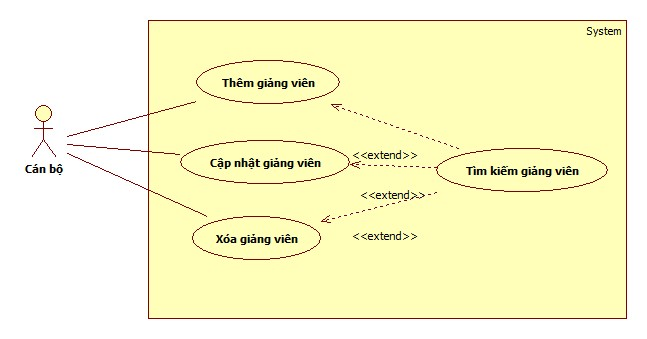 System
Thêm giảng viên
Cập nhật giảng viên
<<extend>>
Tìm kiếm giảng viên
Cán bộ
<<extend>>
Xóa giảng viên
<<extend>>